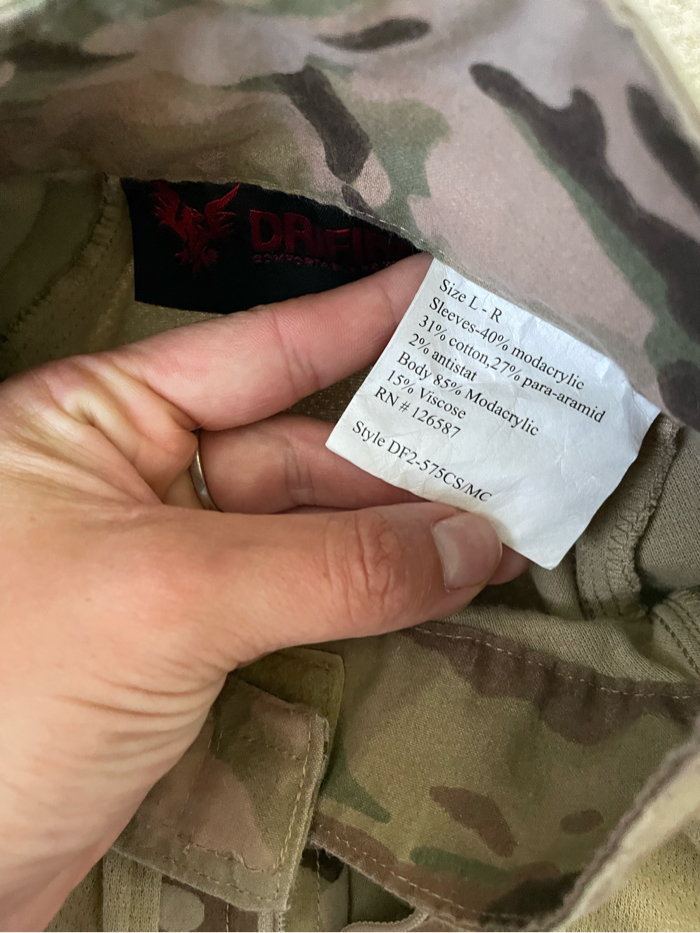 Size L - R
Sleeves-40% modacrylic
31% cotton,27% para-aramid
2% antistat
Body 85% Modacrylic
15% Viscose
RN # 126587
Style DF2-575CS/MC